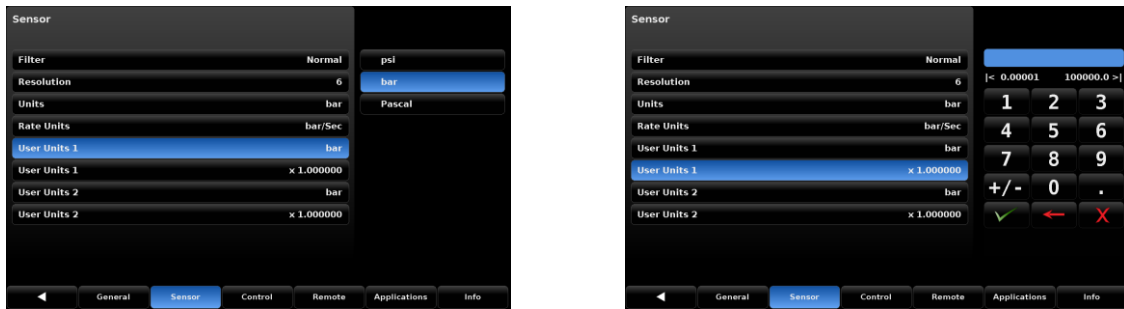 Sensor
Filter Normal psi
Resolution 6 bar
Units bar Pascal
Rate Units bar/Sec
User Units 1 bar
User Units 1 x 1.000000
User Units 2 bar
User Units 2 x 1.000000
◀ General Sensor Control Remote Applications Info
Sensor
Filter Normal
Resolution 6
Units bar
Rate Units bar/Sec
User Units 1 bar
User Units 1 x 1.000000
User Units 2 bar
User Units 2 x 1.000000
|< 0.00001 100000.0 >|
1 2 3
4 5 6
7 8 9
+/- 0 .
✓ ← X
◀ General Sensor Control Remote Applications Info